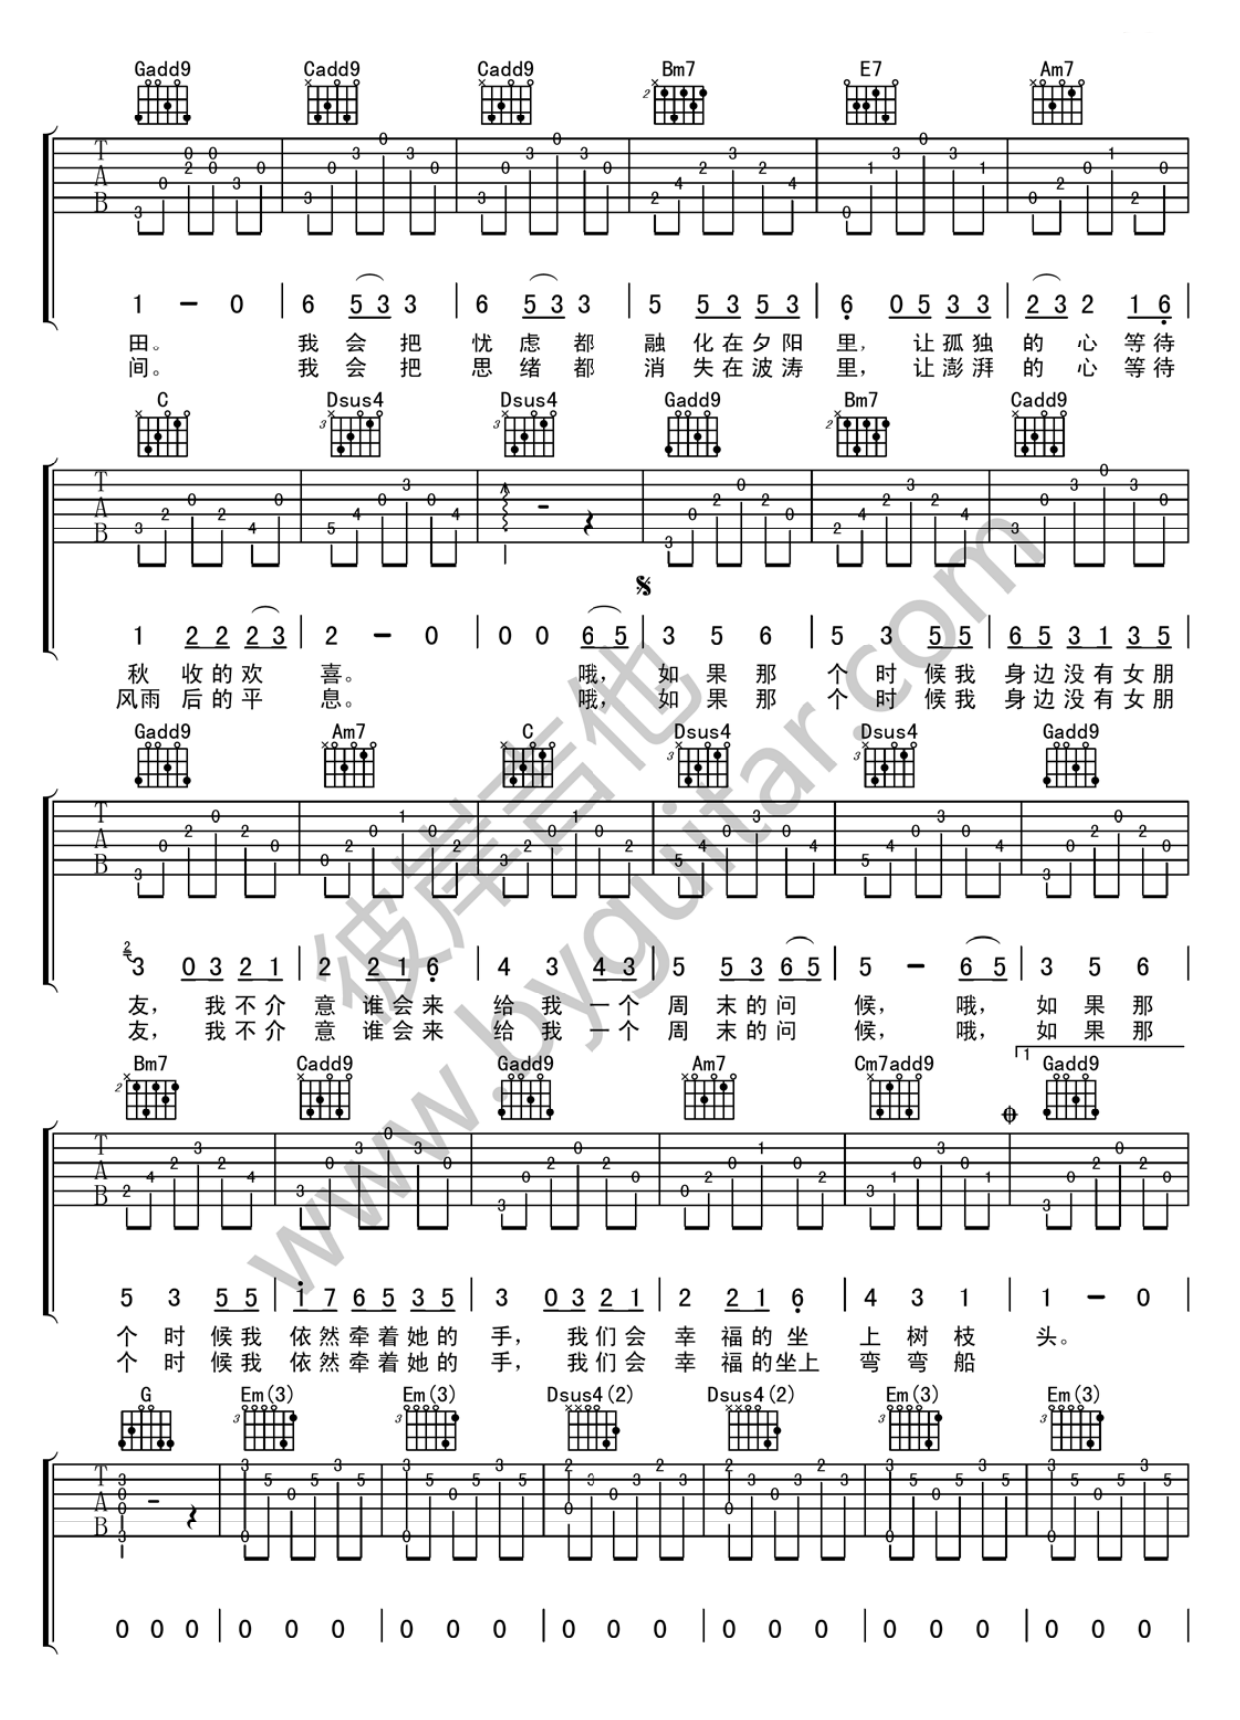 Gadd9 Cadd9 Cadd9 Bm7 E7 Am7
1 - 0 | 6 5 3 3 | 6 5 3 3 | 5 5 3 5 3 | 6 0 5 3 3 | 2 3 2 1 6 |
田。 我 会 把 忧 虑 都 融 化 在 夕 阳 里, 让 孤 独 的 心 等 待
间。 我 会 把 思 绪 都 消 失 在 波 涛 里, 让 澎 湃 的 心 等 待
C Dsus4 Dsus4 Gadd9 Bm7 Cadd9
1 2 2 2 3 | 2 - 0 | 0 0 6 5 | 3 5 6 | 5 3 5 5 | 6 5 3 1 3 5 |
秋 收 的 欢 喜。 哦, 如 果 那 个 时 候 我 身 边 没 有 女 朋
风雨 后 的 平 息。 哦, 如 果 那 个 时 候 我 身 边 没 有 女 朋
Gadd9 Am7 C Dsus4 Dsus4 Gadd9
2 3 0 3 2 1 | 2 2 1 6 | 4 3 4 3 | 5 5 3 6 5 | 5 - 6 5 | 3 5 6 |
友, 我 不 介 意 谁 会 来 给 我 一 个 周 末 的 问 候, 哦, 如 果 那
友, 我 不 介 意 谁 会 来 给 我 一 个 周 末 的 问 候, 哦, 如 果 那
Bm7 Cadd9 Gadd9 Am7 Cm7add9 1 Gadd9
5 3 5 5 | 1 7 6 5 3 5 | 3 0 3 2 1 | 2 2 1 6 | 4 3 1 | 1 - 0 |
个 时 候 我 依 然 牵 着 她 的 手, 我 们 会 幸 福 的 坐 上 树 枝 头。
个 时 候 我 依 然 牵 着 她 的 手, 我 们 会 幸 福 的 坐上 弯 弯 船
G Em(3) Em(3) Dsus4(2) Dsus4(2) Em(3) Em(3)
0 0 0 | 0 0 0 | 0 0 0 | 0 0 0 | 0 0 0 | 0 0 0 | 0 0 0 |
彼岸吉他
www.byguitar.com